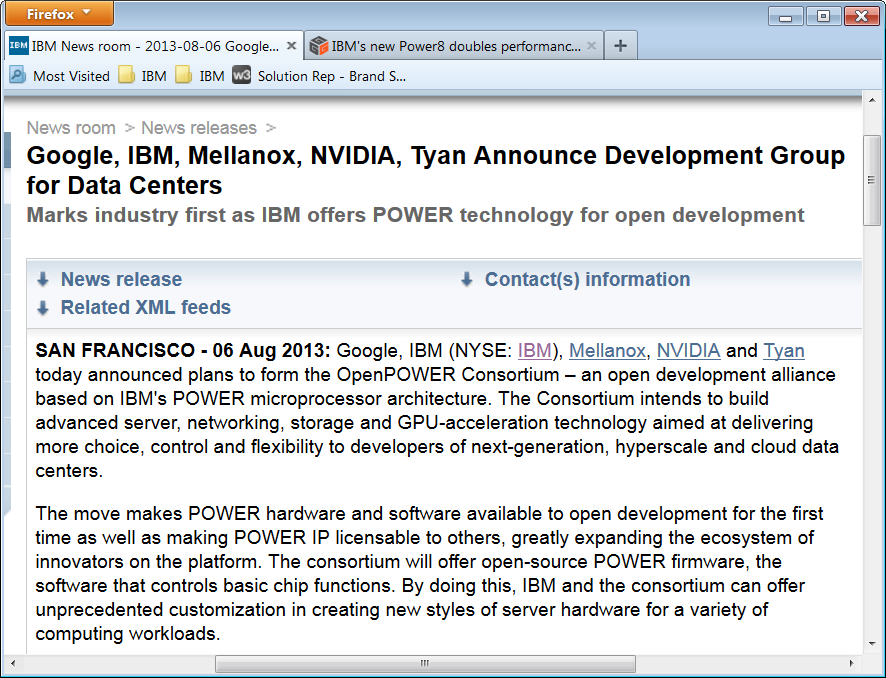 Firefox
IBM IBM News room - 2013-08-06 Google... IBM's new Power8 doubles performanc...
Most Visited IBM IBM w3 Solution Rep - Brand S...
News room > News releases >
Google, IBM, Mellanox, NVIDIA, Tyan Announce Development Group
for Data Centers
Marks industry first as IBM offers POWER technology for open development
News release Contact(s) information
Related XML feeds
SAN FRANCISCO - 06 Aug 2013: Google, IBM (NYSE: IBM), Mellanox, NVIDIA and Tyan
today announced plans to form the OpenPOWER Consortium – an open development alliance
based on IBM's POWER microprocessor architecture. The Consortium intends to build
advanced server, networking, storage and GPU-acceleration technology aimed at delivering
more choice, control and flexibility to developers of next-generation, hyperscale and cloud data
centers.
The move makes POWER hardware and software available to open development for the first
time as well as making POWER IP licensable to others, greatly expanding the ecosystem of
innovators on the platform. The consortium will offer open-source POWER firmware, the
software that controls basic chip functions. By doing this, IBM and the consortium can offer
unprecedented customization in creating new styles of server hardware for a variety of
computing workloads.